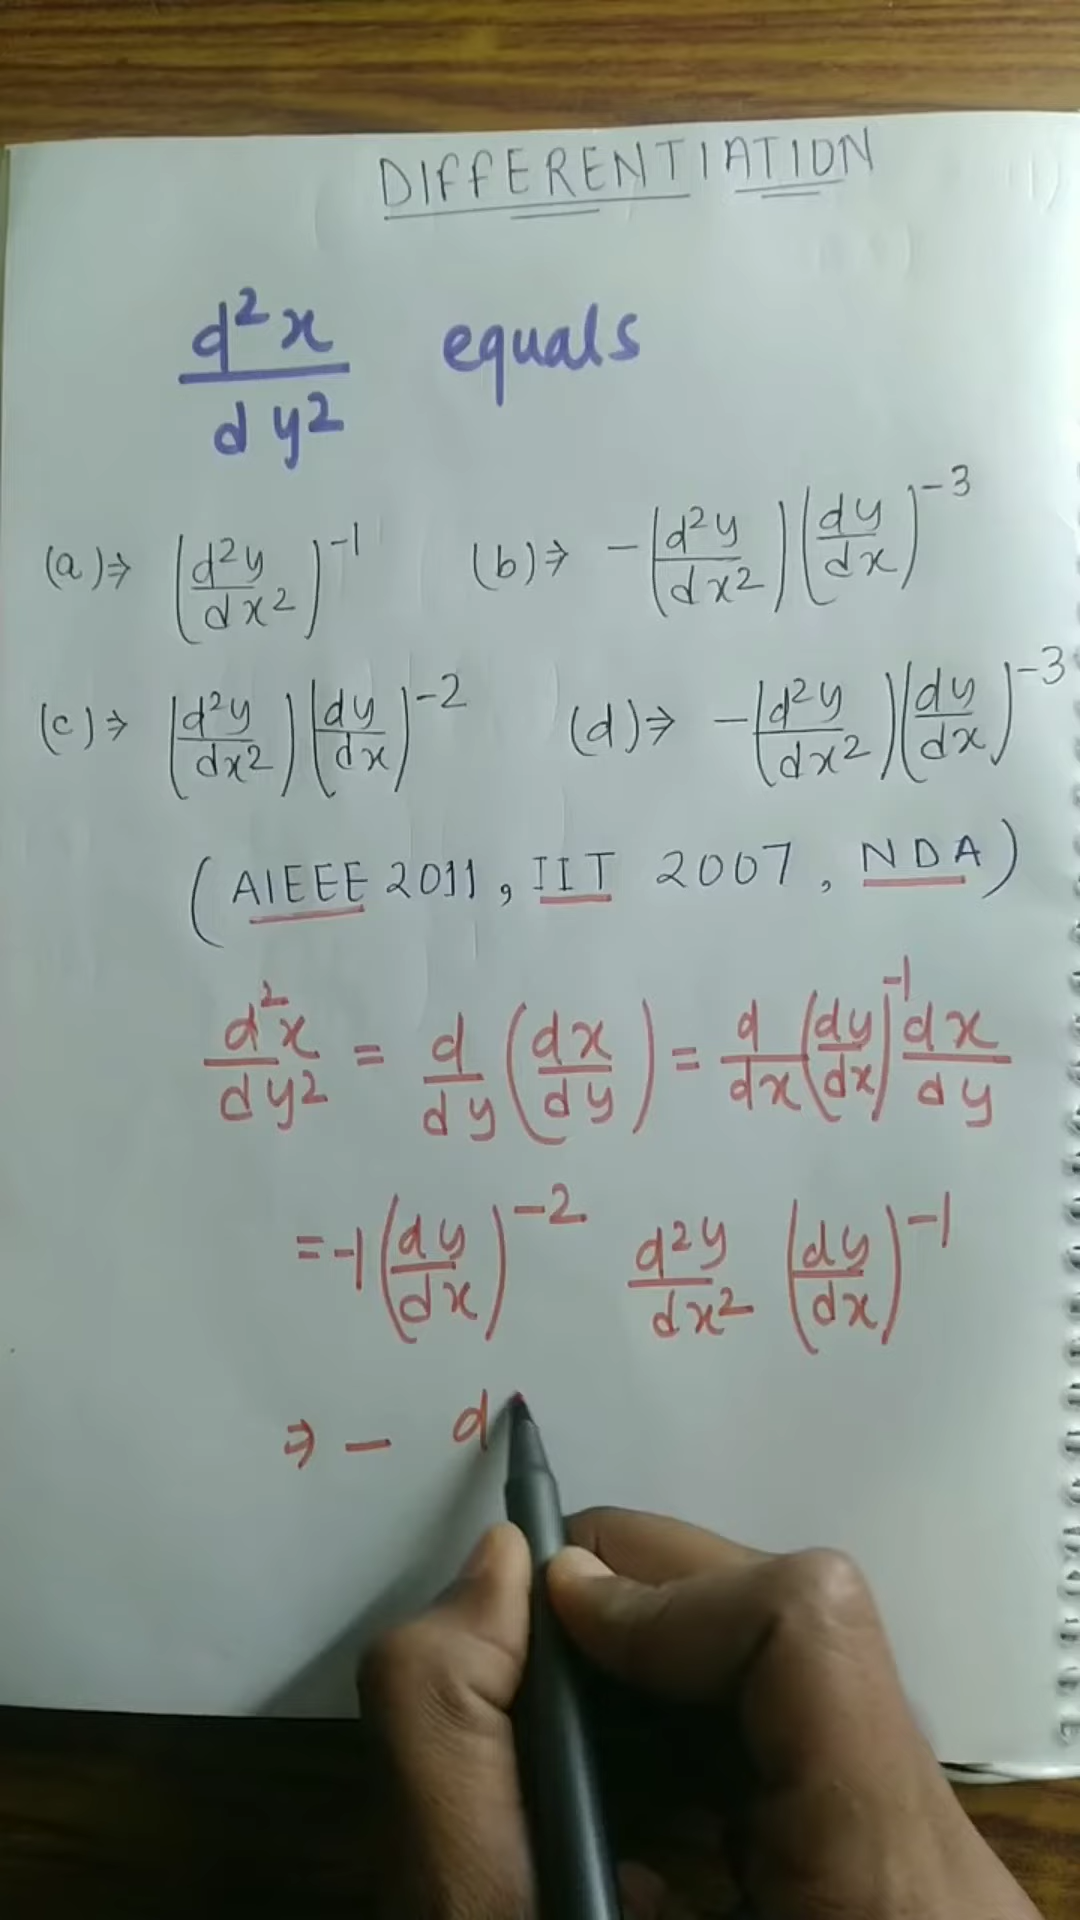 DIFFERENTIATION
d²x/dy² equals
(a)⇒ (d²y/dx²)⁻¹ (b)⇒ -(d²y/dx²)(dy/dx)⁻³
(c)⇒ (d²y/dx²)(dy/dx)⁻² (d)⇒ -(d²y/dx²)(dy/dx)⁻³
(AIEEE 2011, IIT 2007, NDA)
d²x/dy² = d/dy (dx/dy) = d/dx (dy/dx)⁻¹ dx/dy
= -1 (dy/dx)⁻² d²y/dx² (dy/dx)⁻¹
⇒ - d